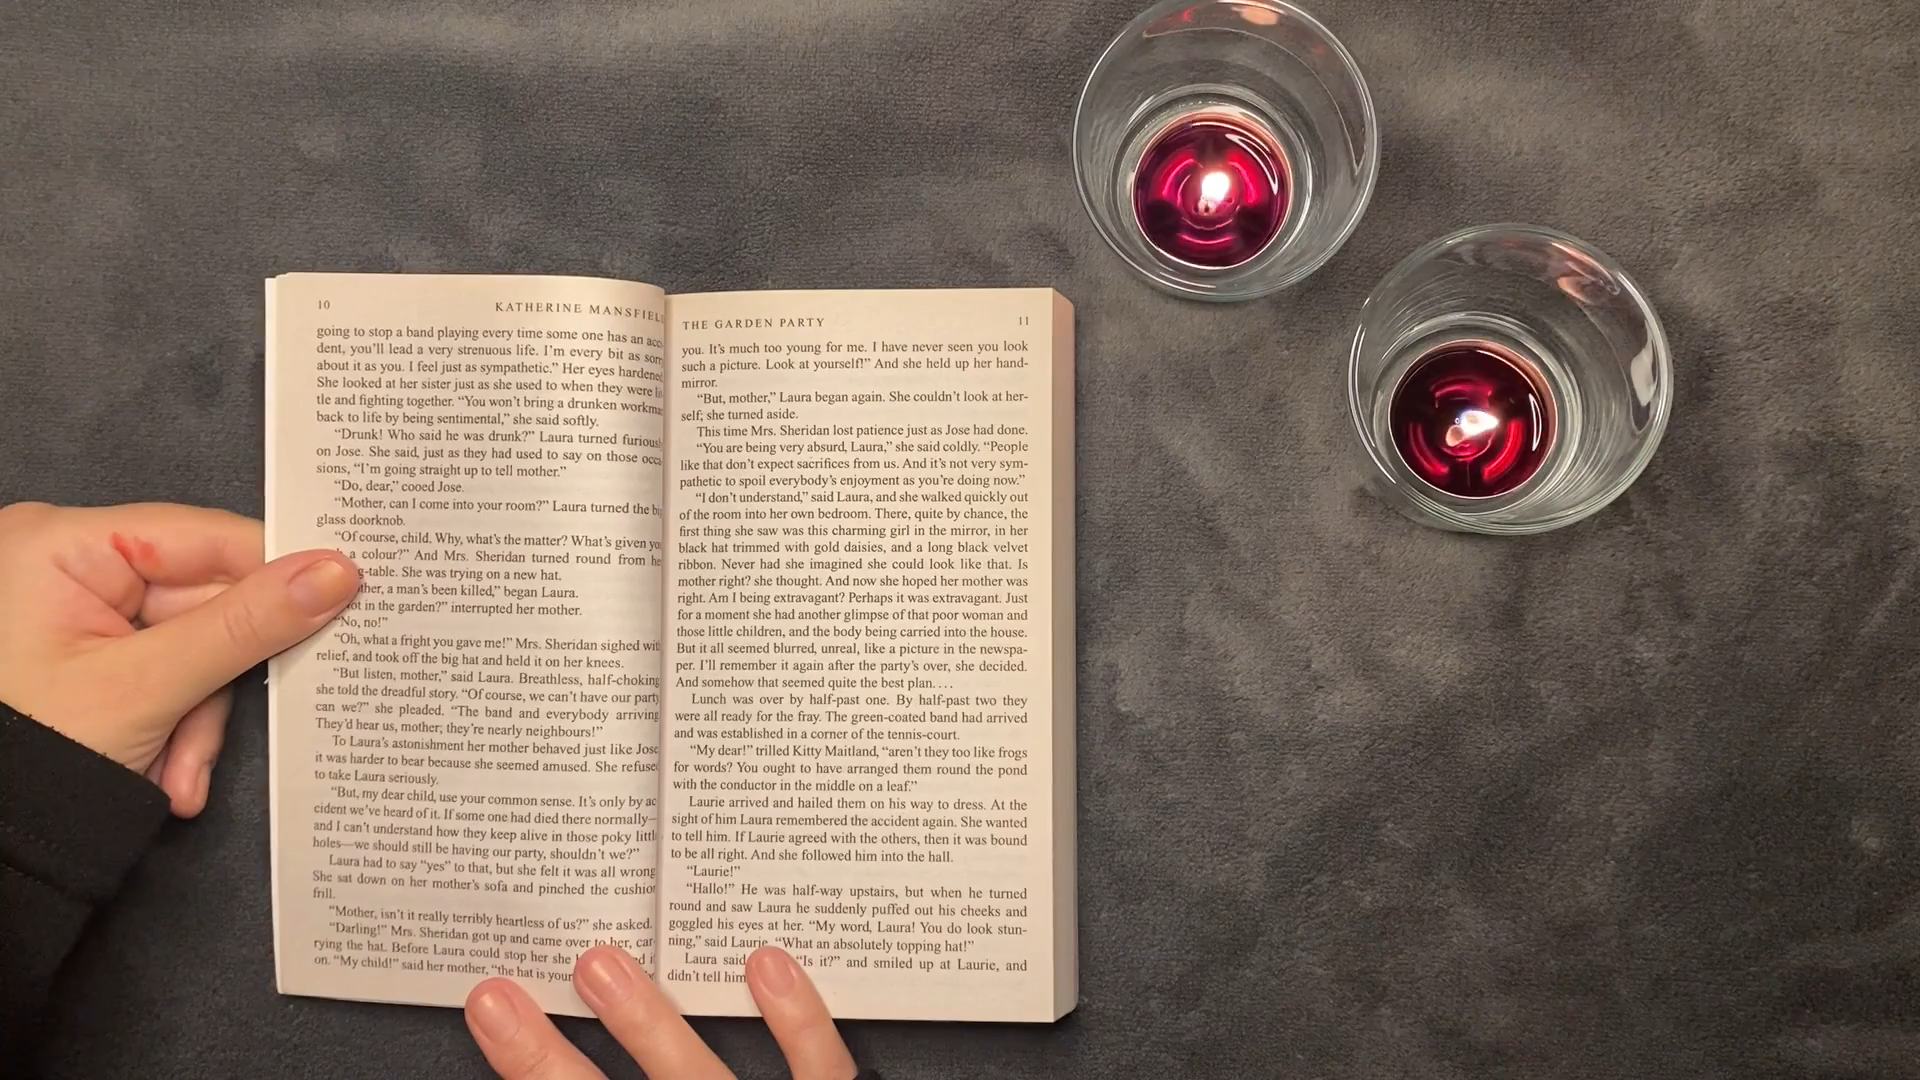 10
KATHERINE MANSFIEL
going to stop a band playing every time some one has an acc
dent, you'll lead a very strenuous life. I'm every bit as sorr
about it as you. I feel just as sympathetic.” Her eyes hardened
She looked at her sister just as she used to when they were li
tle and fighting together. “You won't bring a drunken workma
back to life by being sentimental,” she said softly.
“Drunk! Who said he was drunk?” Laura turned furious
on Jose. She said, just as they had used to say on those occa
sions, “I'm going straight up to tell mother.”
“Do, dear,” cooed Jose.
“Mother, can I come into your room?” Laura turned the bi
glass doorknob.
“Of course, child. Why, what's the matter? What's given yo
a colour?” And Mrs. Sheridan turned round from he
g-table. She was trying on a new hat.
ther, a man's been killed,” began Laura.
ot in the garden?” interrupted her mother.
“No, no!”
“Oh, what a fright you gave me!” Mrs. Sheridan sighed wit
relief, and took off the big hat and held it on her knees.
“But listen, mother,” said Laura. Breathless, half-choking
she told the dreadful story. “Of course, we can't have our party
can we?” she pleaded. “The band and everybody arriving
They'd hear us, mother; they're nearly neighbours!”
To Laura's astonishment her mother behaved just like Jose
it was harder to bear because she seemed amused. She refuse
to take Laura seriously.
“But, my dear child, use your common sense. It's only by ac
cident we've heard of it. If some one had died there normally—
and I can't understand how they keep alive in those poky littl
holes—we should still be having our party, shouldn't we?”
Laura had to say “yes” to that, but she felt it was all wrong
She sat down on her mother's sofa and pinched the cushion
frill.
“Mother, isn't it really terribly heartless of us?” she asked.
“Darling!” Mrs. Sheridan got up and came over to her, car-
rying the hat. Before Laura could stop her she
on. “My child!” said her mother, “the hat is your
THE GARDEN PARTY
11
you. It's much too young for me. I have never seen you look
such a picture. Look at yourself!” And she held up her hand-
mirror.
“But, mother,” Laura began again. She couldn't look at her-
self; she turned aside.
This time Mrs. Sheridan lost patience just as Jose had done.
“You are being very absurd, Laura,” she said coldly. “People
like that don't expect sacrifices from us. And it's not very sym-
pathetic to spoil everybody's enjoyment as you're doing now.”
“I don't understand,” said Laura, and she walked quickly out
of the room into her own bedroom. There, quite by chance, the
first thing she saw was this charming girl in the mirror, in her
black hat trimmed with gold daisies, and a long black velvet
ribbon. Never had she imagined she could look like that. Is
mother right? she thought. And now she hoped her mother was
right. Am I being extravagant? Perhaps it was extravagant. Just
for a moment she had another glimpse of that poor woman and
those little children, and the body being carried into the house.
But it all seemed blurred, unreal, like a picture in the newspa-
per. I'll remember it again after the party's over, she decided.
And somehow that seemed quite the best plan. . . .
Lunch was over by half-past one. By half-past two they
were all ready for the fray. The green-coated band had arrived
and was established in a corner of the tennis-court.
“My dear!” trilled Kitty Maitland, “aren't they too like frogs
for words? You ought to have arranged them round the pond
with the conductor in the middle on a leaf.”
Laurie arrived and hailed them on his way to dress. At the
sight of him Laura remembered the accident again. She wanted
to tell him. If Laurie agreed with the others, then it was bound
to be all right. And she followed him into the hall.
“Laurie!”
“Hallo!” He was half-way upstairs, but when he turned
round and saw Laura he suddenly puffed out his cheeks and
goggled his eyes at her. “My word, Laura! You do look stun-
ning,” said Laurie. “What an absolutely topping hat!”
Laura said “Is it?” and smiled up at Laurie, and
didn't tell him